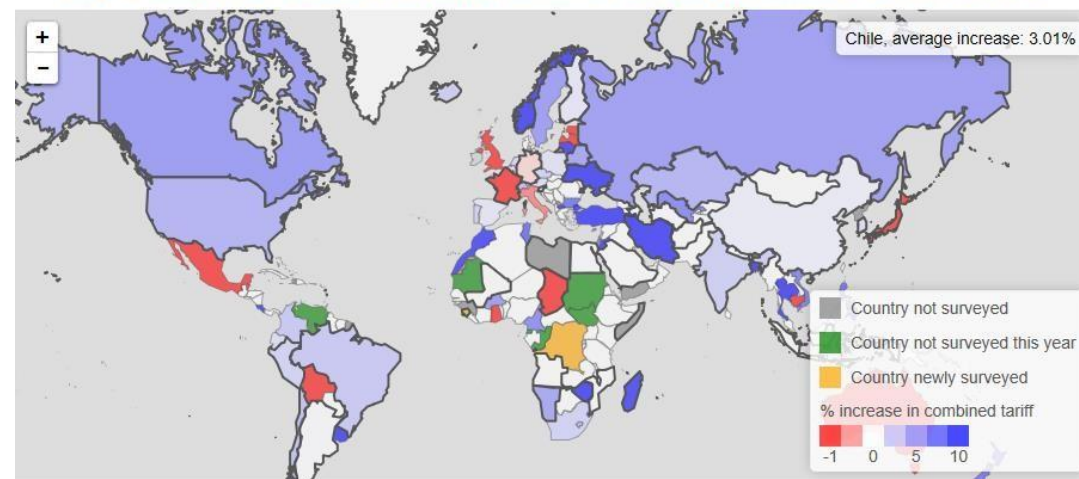 +
−
Chile, average increase: 3.01%
Country not surveyed
Country not surveyed this year
Country newly surveyed
% increase in combined tariff
-1 0 5 10